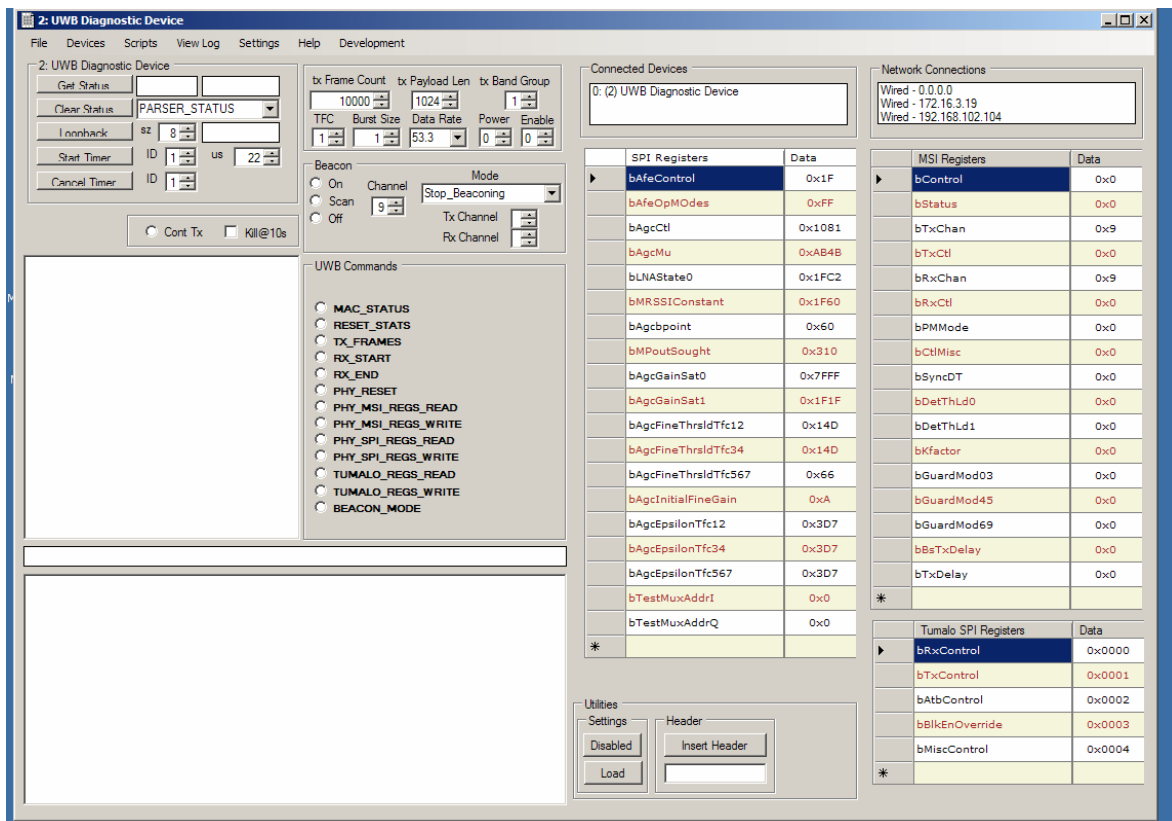 2: UWB Diagnostic Device
File Devices Scripts View Log Settings Help Development
2: UWB Diagnostic Device
Get Status
Clear Status PARSER_STATUS
Loopback sz 8
Start Timer ID 1 us 22
Cancel Timer ID 1
Cont Tx Kill@10s
tx Frame Count tx Payload Len tx Band Group
10000 1024 1
TFC Burst Size Data Rate Power Enable
1 1 53.3 0 0
Beacon
On
Scan
Off
Channel
9
Mode
Stop_Beaconing
Tx Channel
Rx Channel
UWB Commands
MAC_STATUS
RESET_STATS
TX_FRAMES
RX_START
RX_END
PHY_RESET
PHY_MSI_REGS_READ
PHY_MSI_REGS_WRITE
PHY_SPI_REGS_READ
PHY_SPI_REGS_WRITE
TUMALO_REGS_READ
TUMALO_REGS_WRITE
BEACON_MODE
Connected Devices
0: (2) UWB Diagnostic Device
SPI Registers Data
bAfeControl 0x1F
bAfeOpMOdes 0xFF
bAgcCtl 0x1081
bAgcMu 0xAB4B
bLNAState0 0x1FC2
bMRSSIConstant 0x1F60
bAgcbpoint 0x60
bMPoutSought 0x310
bAgcGainSat0 0x7FFF
bAgcGainSat1 0x1F1F
bAgcFineThrsldTfc12 0x14D
bAgcFineThrsldTfc34 0x14D
bAgcFineThrsldTfc567 0x66
bAgcInitialFineGain 0xA
bAgcEpsilonTfc12 0x3D7
bAgcEpsilonTfc34 0x3D7
bAgcEpsilonTfc567 0x3D7
bTestMuxAddrI 0x0
bTestMuxAddrQ 0x0
Utilities
Settings
Disabled
Load
Header
Insert Header
Network Connections
Wired - 0.0.0.0
Wired - 172.16.3.19
Wired - 192.168.102.104
MSI Registers Data
bControl 0x0
bStatus 0x0
bTxChan 0x9
bTxCtl 0x0
bRxChan 0x9
bRxCtl 0x0
bPMMode 0x0
bCtlMisc 0x0
bSyncDT 0x0
bDetThLd0 0x0
bDetThLd1 0x0
bKfactor 0x0
bGuardMod03 0x0
bGuardMod45 0x0
bGuardMod69 0x0
bBsTxDelay 0x0
bTxDelay 0x0
Tumalo SPI Registers Data
bRxControl 0x0000
bTxControl 0x0001
bAtbControl 0x0002
bBlkEnOverride 0x0003
bMiscControl 0x0004